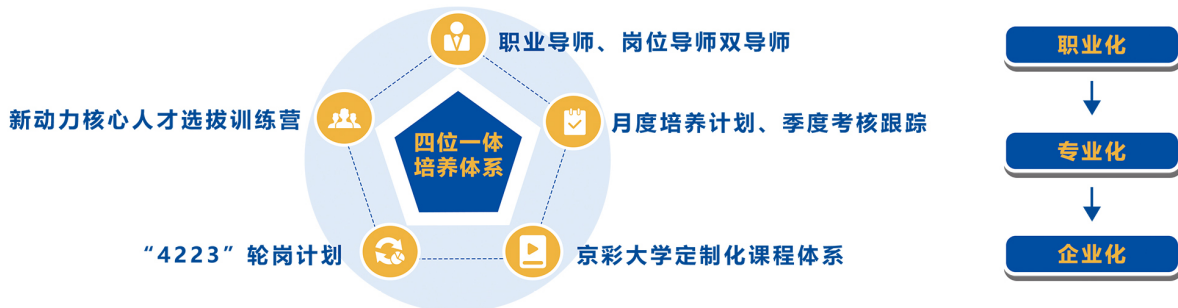 职业导师、岗位导师双导师
新动力核心人才选拔训练营
月度培养计划、季度考核跟踪
四位一体
培养体系
“4223”轮岗计划
京彩大学定制化课程体系
职业化
专业化
企业化